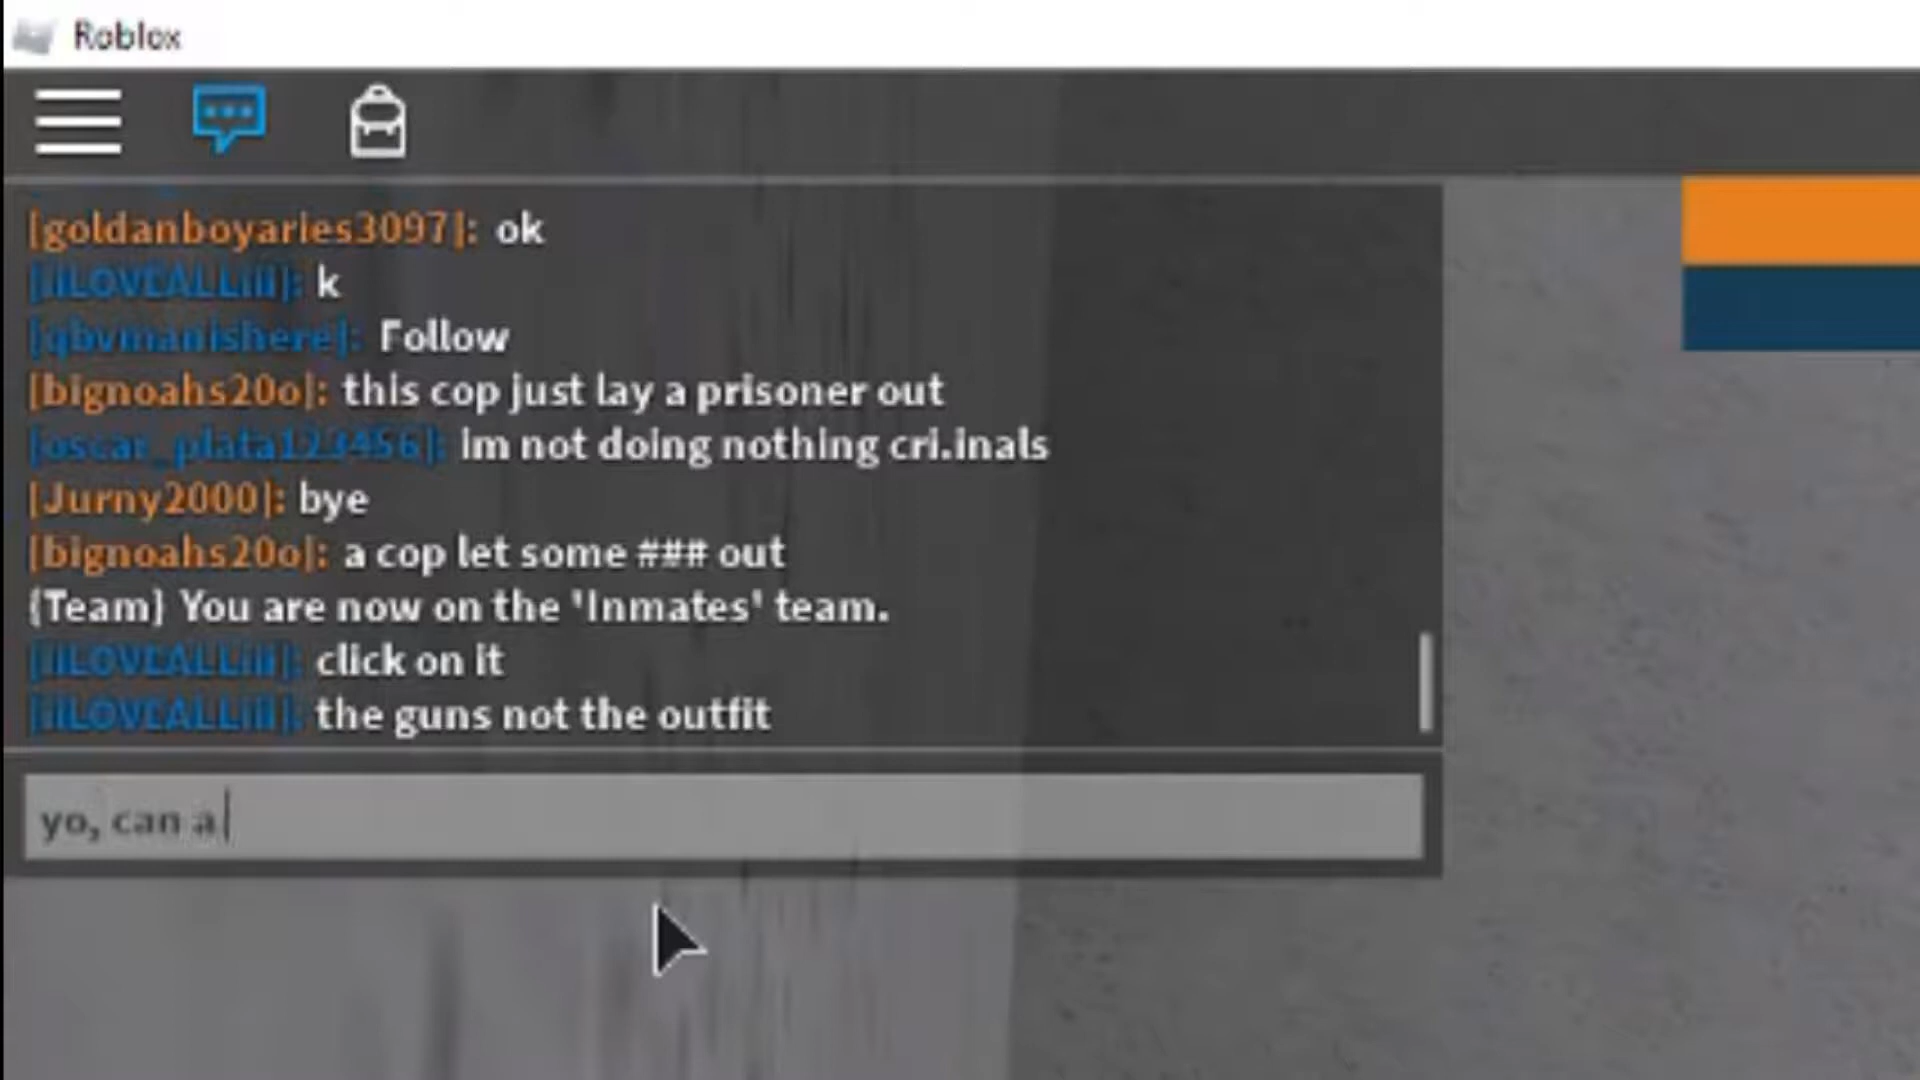 Roblox
[goldanboyaries3097]: ok
[iLOVEALLiii]: k
[qbvmanishere]: Follow
[bignoahs20o]: this cop just lay a prisoner out
[oscar_plata123456]: im not doing nothing cri.inals
[Jurny2000]: bye
[bignoahs20o]: a cop let some ### out
{Team} You are now on the 'Inmates' team.
[iLOVEALLiii]: click on it
[iLOVEALLiii]: the guns not the outfit
yo, can a